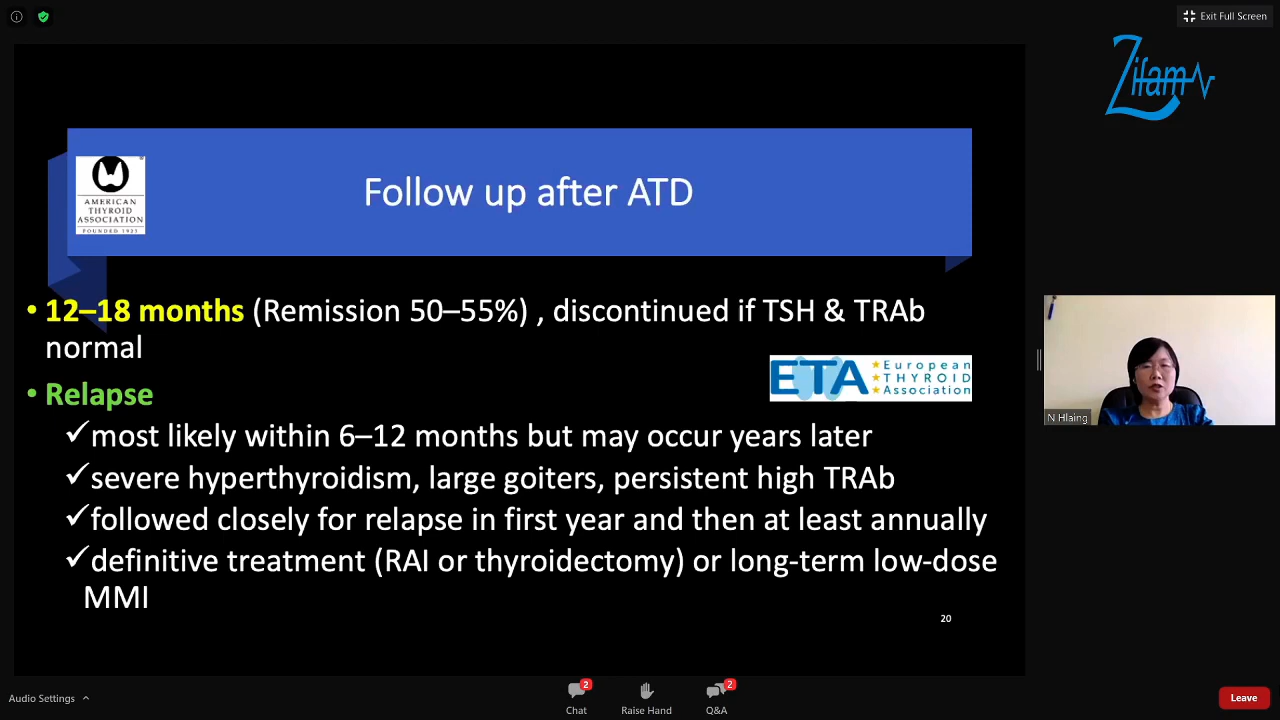 Exit Full Screen
Zifam
AMERICAN
THYROID
ASSOCIATION
FOUNDED 1923
Follow up after ATD
• 12–18 months (Remission 50–55%) , discontinued if TSH & TRAb
normal
ETA European
THYROID
Association
• Relapse
✓most likely within 6–12 months but may occur years later
✓severe hyperthyroidism, large goiters, persistent high TRAb
✓followed closely for relapse in first year and then at least annually
✓definitive treatment (RAI or thyroidectomy) or long-term low-dose
MMI
20
N Hlaing
Audio Settings
2
Chat
Raise Hand
2
Q&A
Leave